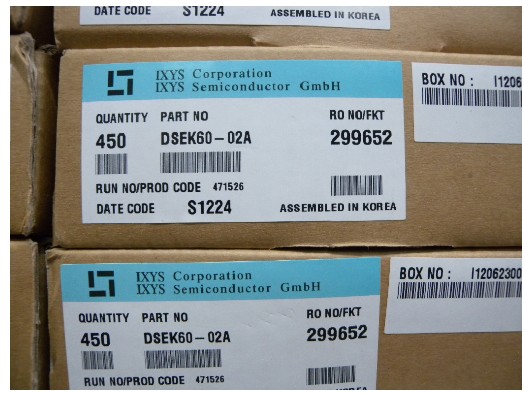 DATE CODE S1224 ASSEMBLED IN KOREA
IXYS Corporation
IXYS Semiconductor GmbH
BOX NO : I1206
QUANTITY PART NO RO NO/FKT
450 DSEK60-02A 299652
RUN NO/PROD CODE 471526
DATE CODE S1224 ASSEMBLED IN KOREA
IXYS Corporation
IXYS Semiconductor GmbH
BOX NO : I12062300
QUANTITY PART NO RO NO/FKT
450 DSEK60-02A 299652
RUN NO/PROD CODE 471526